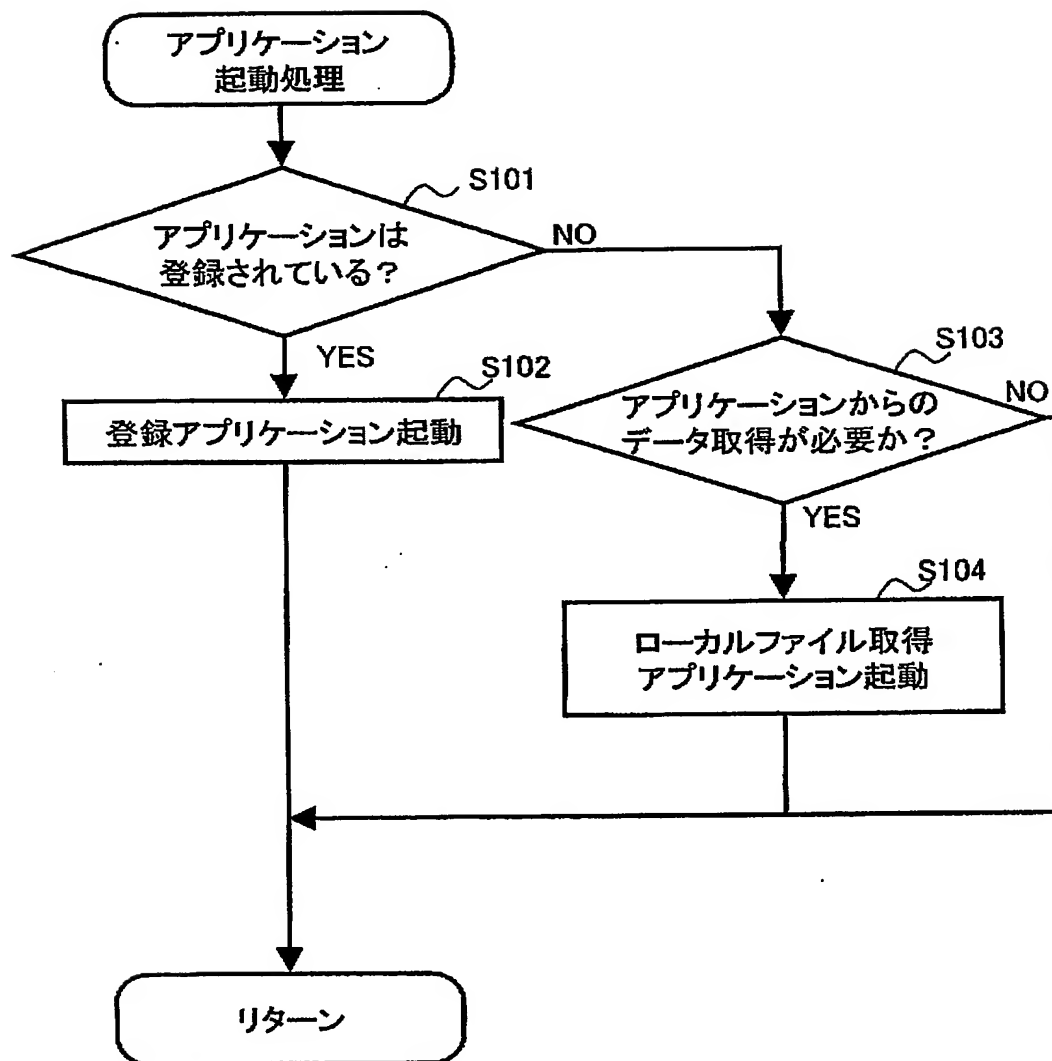 アプリケーション
起動処理
S101
アプリケーションは
登録されている?
NO
YES
S102
登録アプリケーション起動
S103
アプリケーションからの
データ取得が必要か?
NO
YES
S104
ローカルファイル取得
アプリケーション起動
リターン